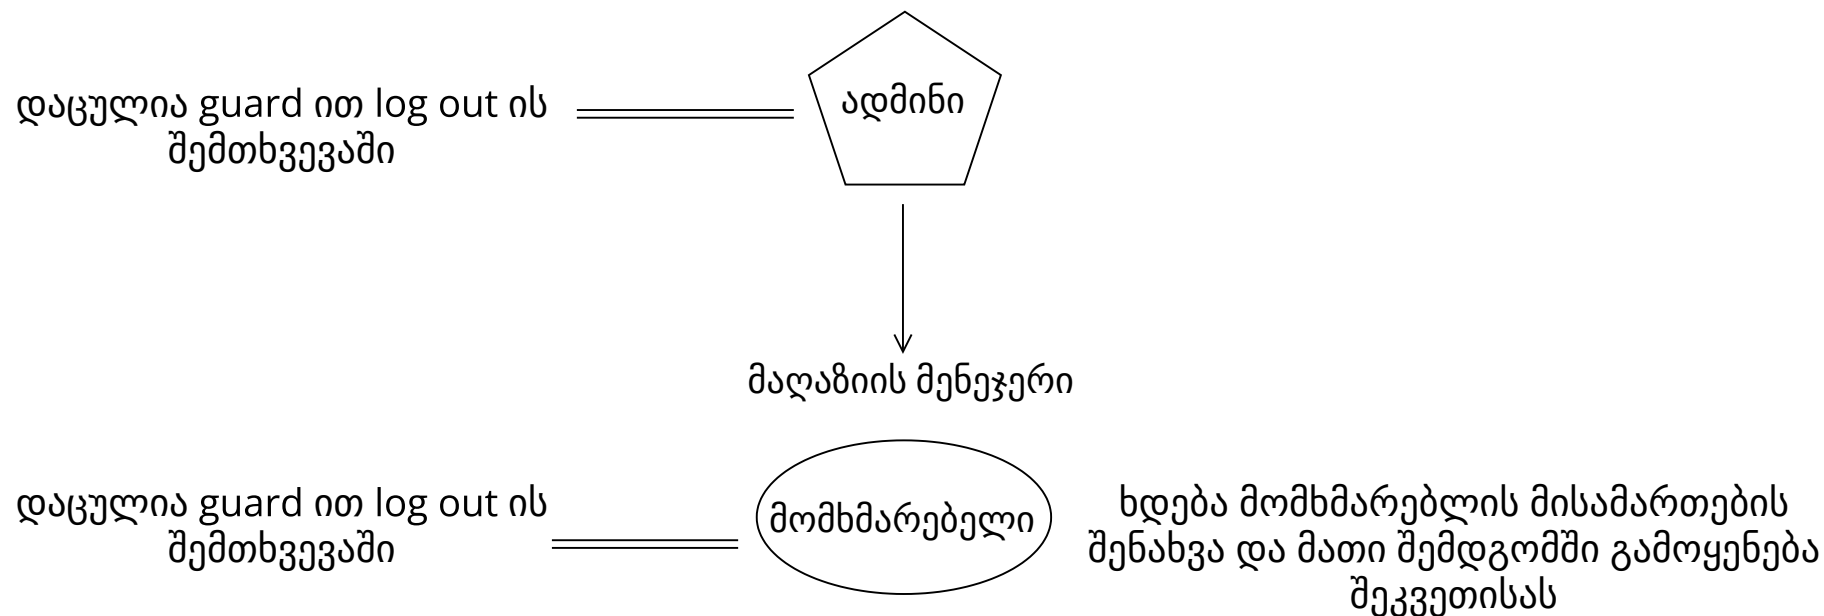 დაცულია guard ით log out ის
შემთხვევაში
ადმინი
მაღაზიის მენეჯერი
დაცულია guard ით log out ის
შემთხვევაში
მომხმარებელი
ხდება მომხმარებლის მისამართების
შენახვა და მათი შემდგომში გამოყენება
შეკვეთისას